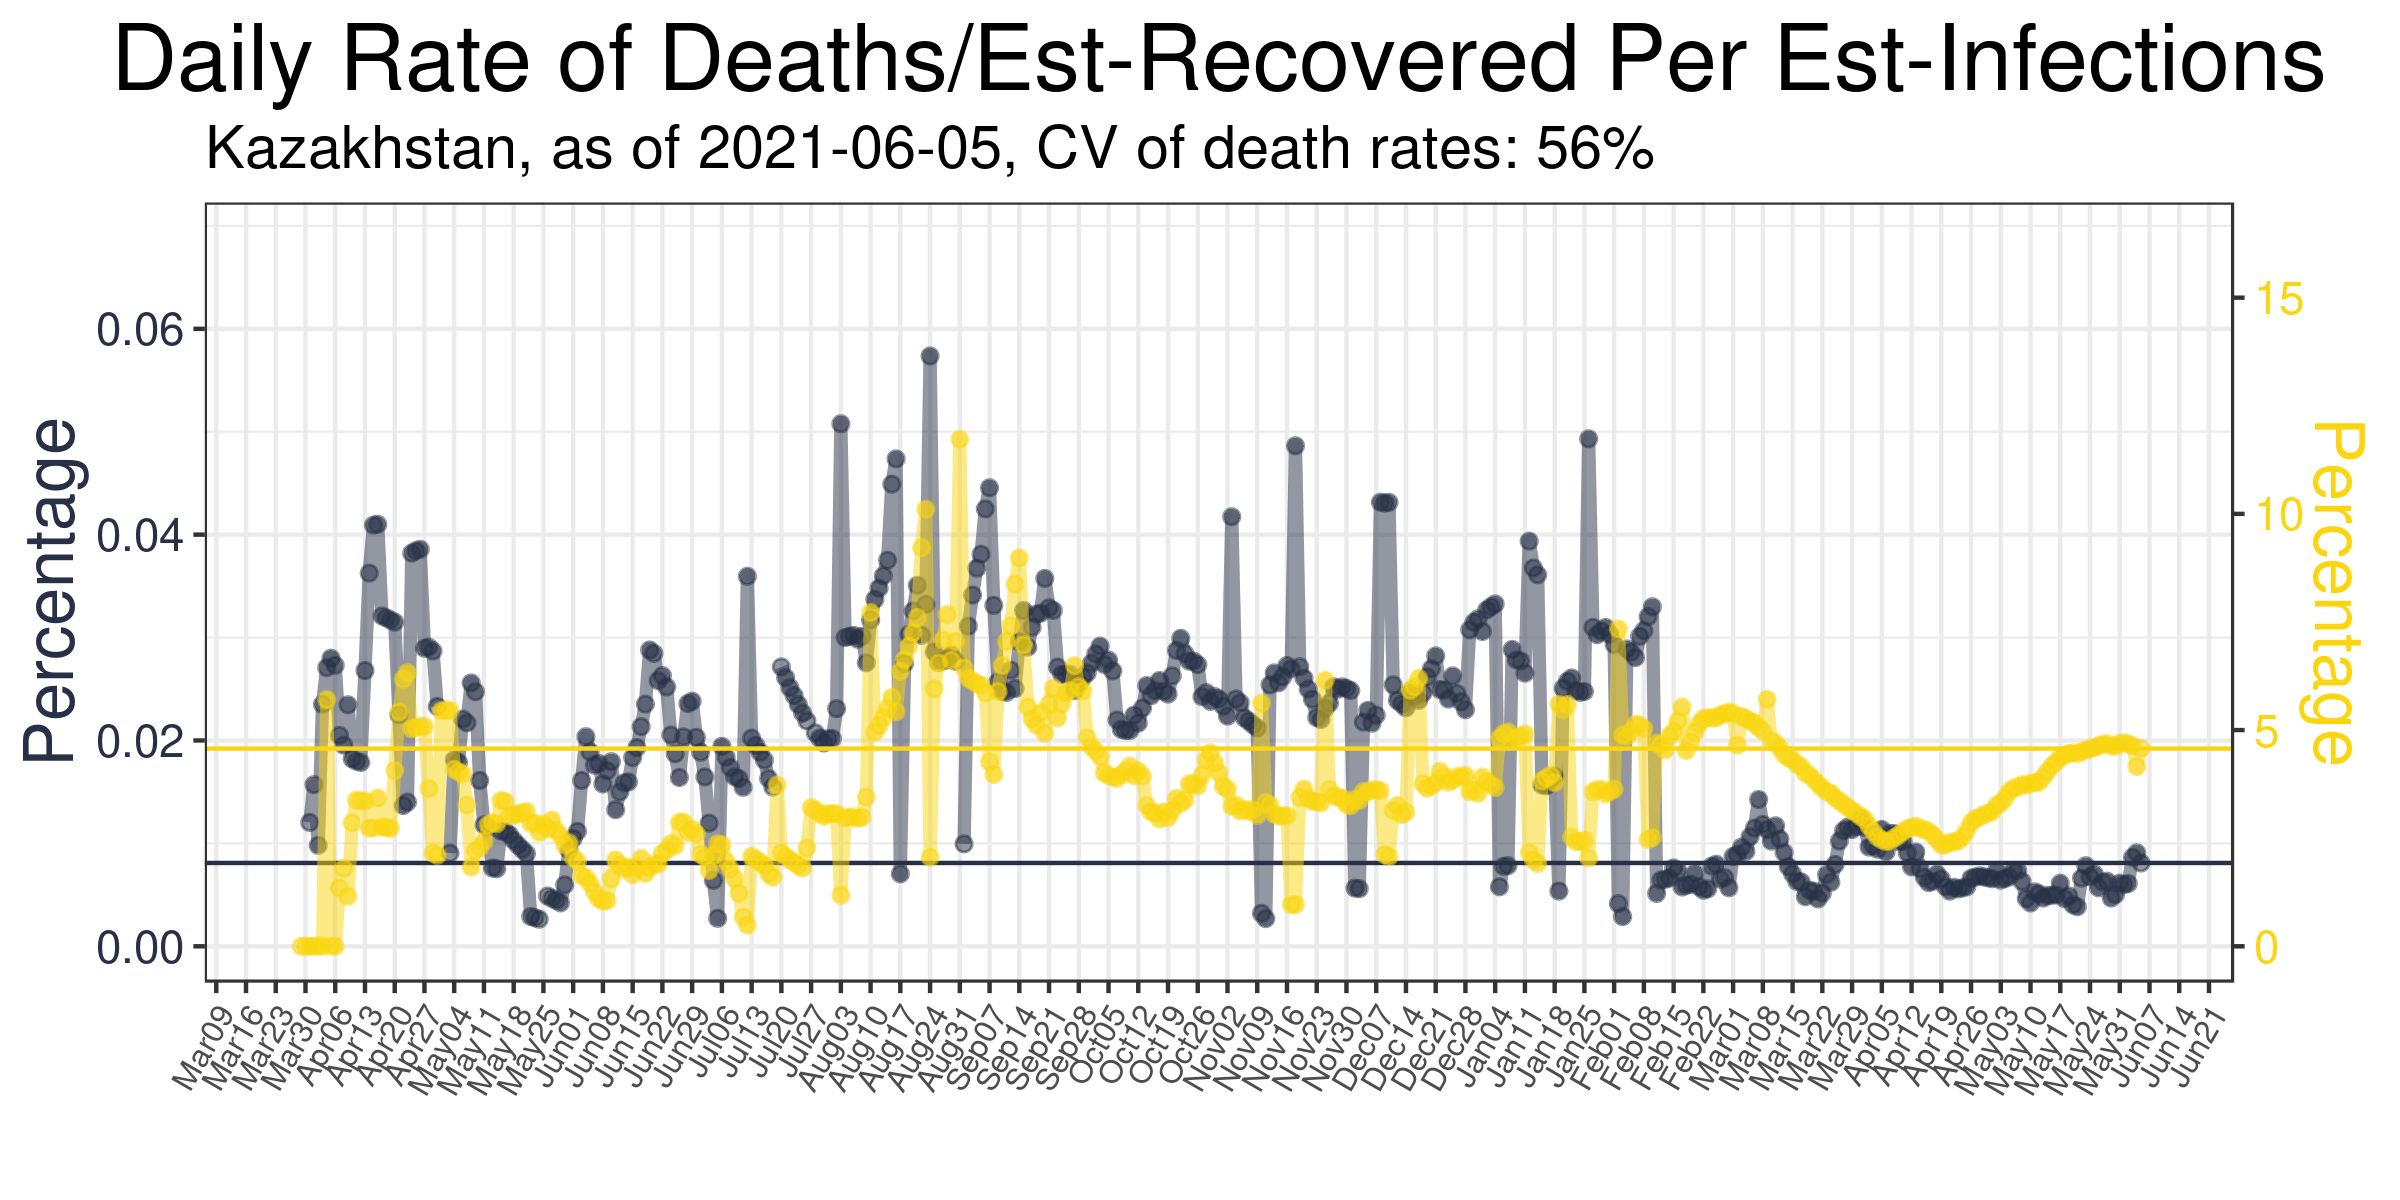 Daily Rate of Deaths/Est-Recovered Per Est-Infections
Kazakhstan, as of 2021-06-05, CV of death rates: 56%
Percentage
0.06
0.04
0.02
0.00
15
10
5
0
Percentage
Mar09
Mar16
Mar23
Mar30
Apr06
Apr13
Apr20
Apr27
May04
May11
May18
May25
Jun01
Jun08
Jun15
Jun22
Jun29
Jul06
Jul13
Jul20
Jul27
Aug03
Aug10
Aug17
Aug24
Aug31
Sep07
Sep14
Sep21
Sep28
Oct05
Oct12
Oct19
Oct26
Nov02
Nov09
Nov16
Nov23
Nov30
Dec07
Dec14
Dec21
Dec28
Jan04
Jan11
Jan18
Jan25
Feb01
Feb08
Feb15
Feb22
Mar01
Mar08
Mar15
Mar22
Mar29
Apr05
Apr12
Apr19
Apr26
May03
May10
May17
May24
May31
Jun07
Jun14
Jun21